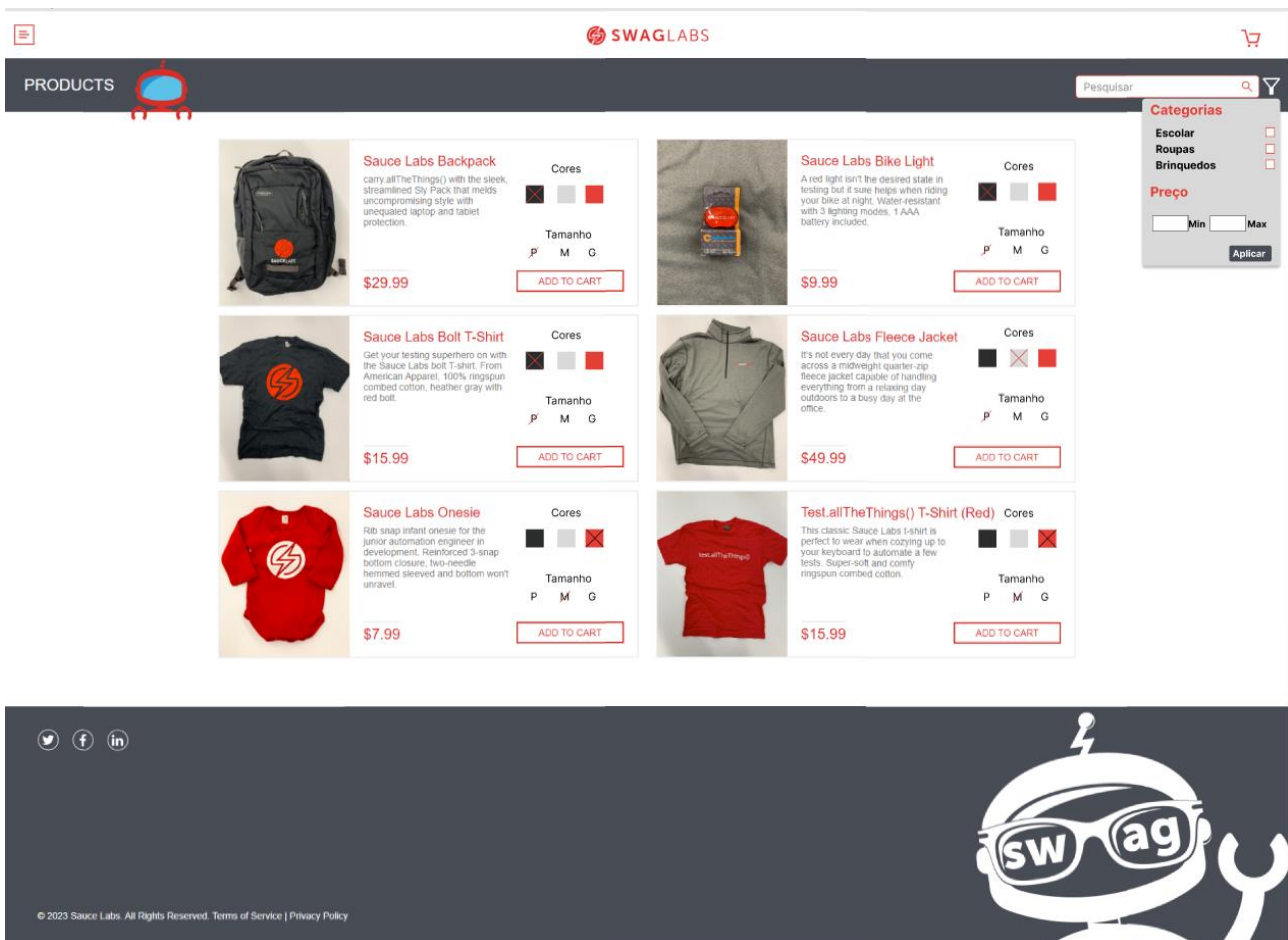 SWAGLABS
PRODUCTS
Pesquisar
Categorias
Escolar
Roupas
Brinquedos
Preço
Min
Max
Aplicar
Sauce Labs Backpack
carry.allTheThings() with the sleek,
streamlined Sly Pack that melds
uncompromising style with
unequaled laptop and tablet
protection.
Cores
Tamanho
P M G
$29.99
ADD TO CART
Sauce Labs Bike Light
A red light isn't the desired state in
testing but it sure helps when riding
your bike at night. Water-resistant
with 3 lighting modes, 1 AAA
battery included.
Cores
Tamanho
P M G
$9.99
ADD TO CART
Sauce Labs Bolt T-Shirt
Get your testing superhero on with
the Sauce Labs bolt T-shirt. From
American Apparel, 100% ringspun
combed cotton, heather gray with
red bolt.
Cores
Tamanho
P M G
$15.99
ADD TO CART
Sauce Labs Fleece Jacket
It's not every day that you come
across a midweight quarter-zip
fleece jacket capable of handling
everything from a relaxing day
outdoors to a busy day at the
office.
Cores
Tamanho
P M G
$49.99
ADD TO CART
Sauce Labs Onesie
Rib snap infant onesie for the
junior automation engineer in
development. Reinforced 3-snap
bottom closure, two-needle
hemmed sleeved and bottom won't
unravel.
Cores
Tamanho
P M G
$7.99
ADD TO CART
test.allTheThings()
Test.allTheThings() T-Shirt (Red)
This classic Sauce Labs t-shirt is
perfect to wear when cozying up to
your keyboard to automate a few
tests. Super-soft and comfy
ringspun combed cotton.
Cores
Tamanho
P M G
$15.99
ADD TO CART
sw ag
© 2023 Sauce Labs. All Rights Reserved. Terms of Service | Privacy Policy